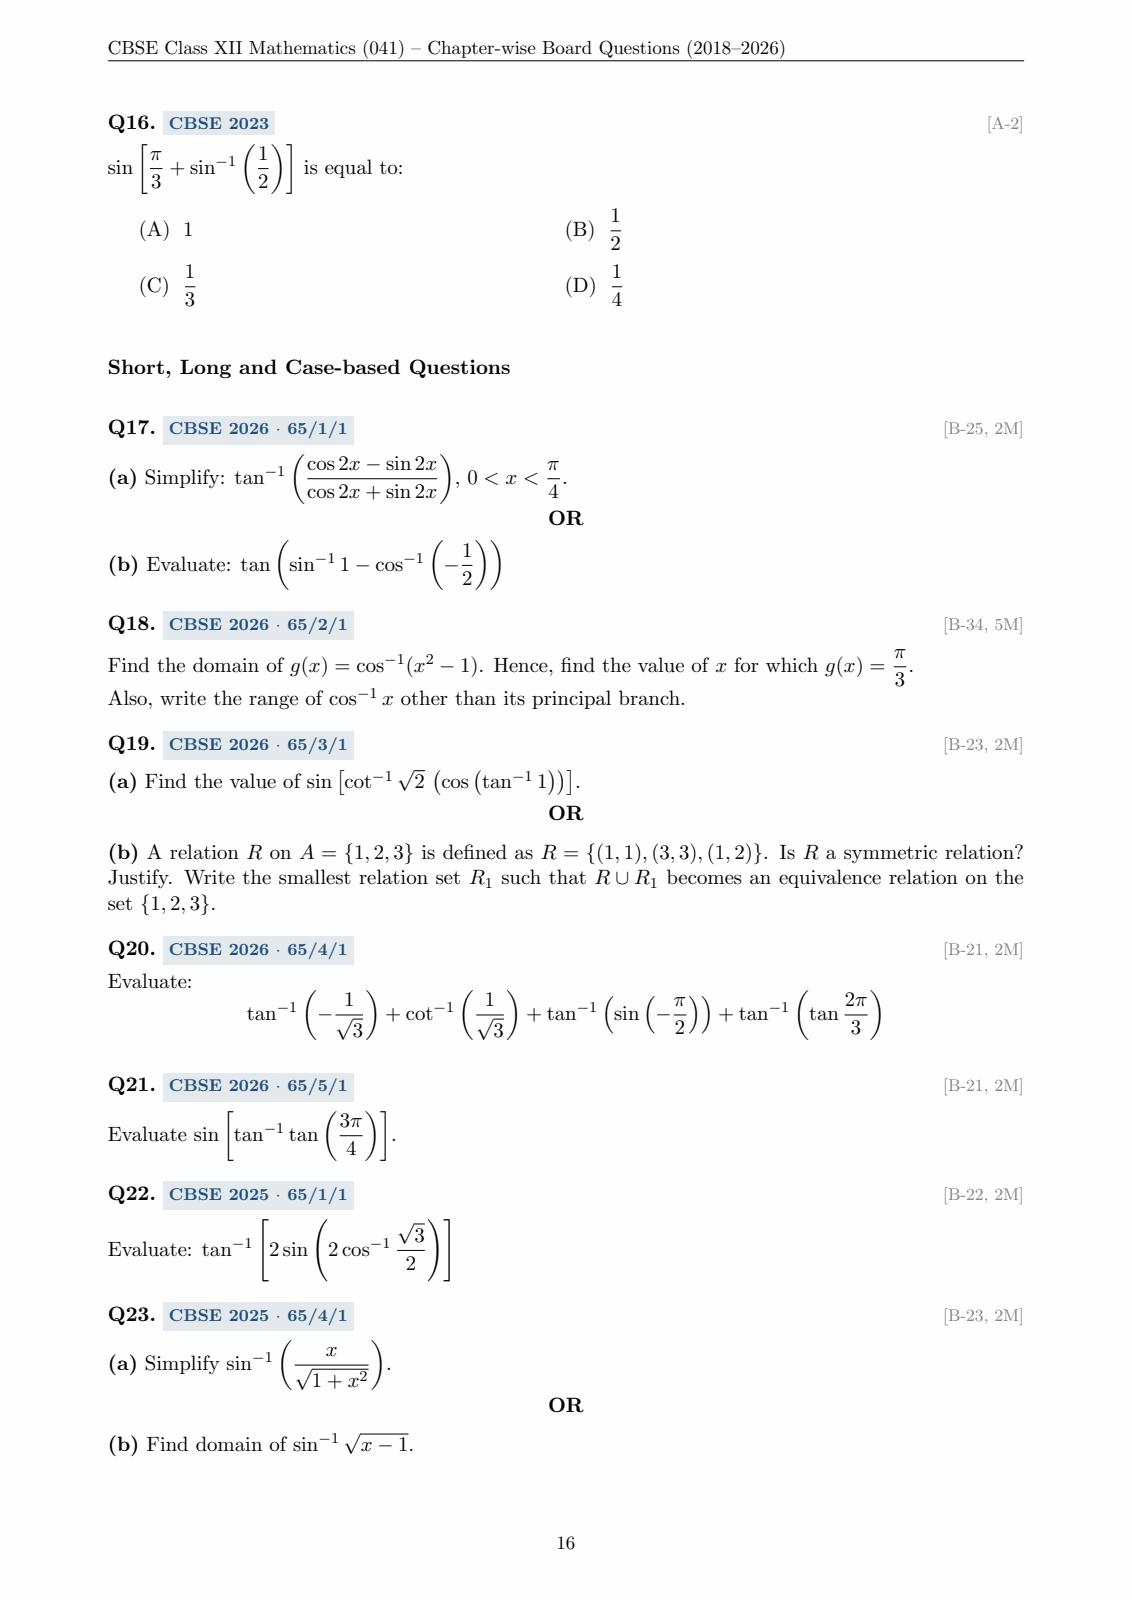 CBSE Class XII Mathematics (041) – Chapter-wise Board Questions (2018–2026)
Q16. CBSE 2023 [A-2]
sin [π/3 + sin⁻¹ (1/2)] is equal to:
(A) 1 (B) 1/2
(C) 1/3 (D) 1/4
Short, Long and Case-based Questions
Q17. CBSE 2026 · 65/1/1 [B-25, 2M]
(a) Simplify: tan⁻¹ ((cos 2x − sin 2x)/(cos 2x + sin 2x)), 0 < x < π/4.
OR
(b) Evaluate: tan (sin⁻¹ 1 − cos⁻¹ (−1/2))
Q18. CBSE 2026 · 65/2/1 [B-34, 5M]
Find the domain of g(x) = cos⁻¹(x² − 1). Hence, find the value of x for which g(x) = π/3.
Also, write the range of cos⁻¹ x other than its principal branch.
Q19. CBSE 2026 · 65/3/1 [B-23, 2M]
(a) Find the value of sin [cot⁻¹ √2 (cos (tan⁻¹ 1))].
OR
(b) A relation R on A = {1, 2, 3} is defined as R = {(1, 1), (3, 3), (1, 2)}. Is R a symmetric relation?
Justify. Write the smallest relation set R₁ such that R ∪ R₁ becomes an equivalence relation on the
set {1, 2, 3}.
Q20. CBSE 2026 · 65/4/1 [B-21, 2M]
Evaluate:
tan⁻¹ (−1/√3) + cot⁻¹ (1/√3) + tan⁻¹ (sin (−π/2)) + tan⁻¹ (tan 2π/3)
Q21. CBSE 2026 · 65/5/1 [B-21, 2M]
Evaluate sin [tan⁻¹ tan (3π/4)].
Q22. CBSE 2025 · 65/1/1 [B-22, 2M]
Evaluate: tan⁻¹ [2 sin (2 cos⁻¹ √3/2)]
Q23. CBSE 2025 · 65/4/1 [B-23, 2M]
(a) Simplify sin⁻¹ (x/√(1 + x²)).
OR
(b) Find domain of sin⁻¹ √(x − 1).
16